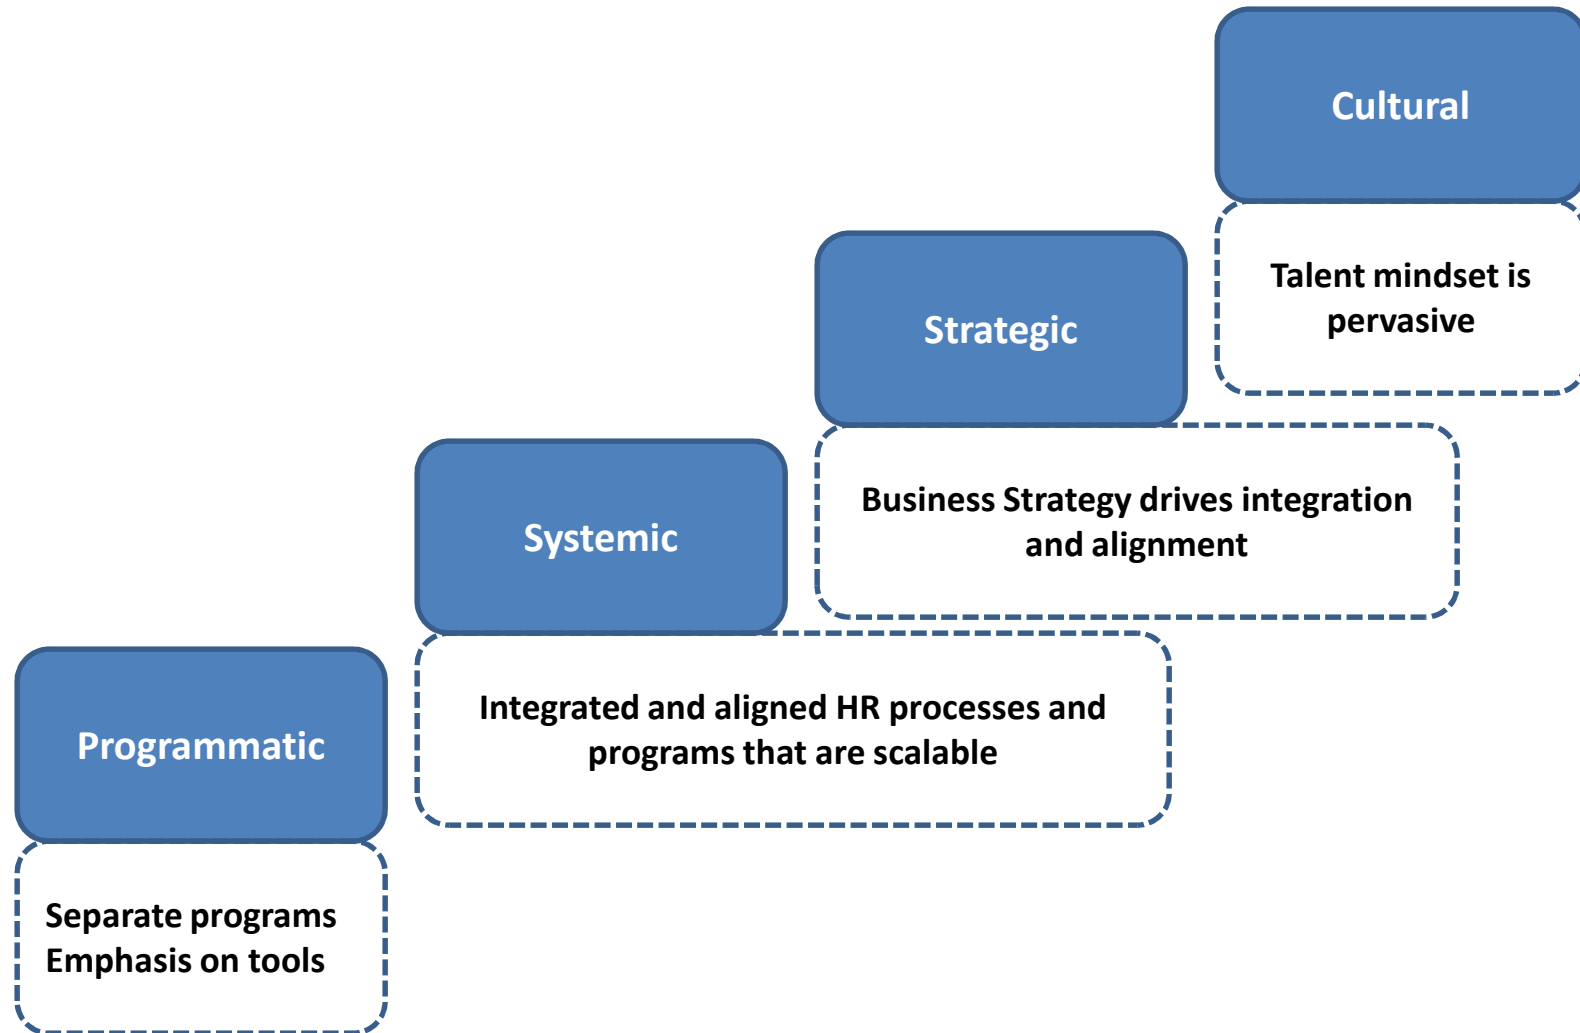 Cultural
Talent mindset is
pervasive
Strategic
Business Strategy drives integration
and alignment
Systemic
Integrated and aligned HR processes and
programs that are scalable
Programmatic
Separate programs
Emphasis on tools